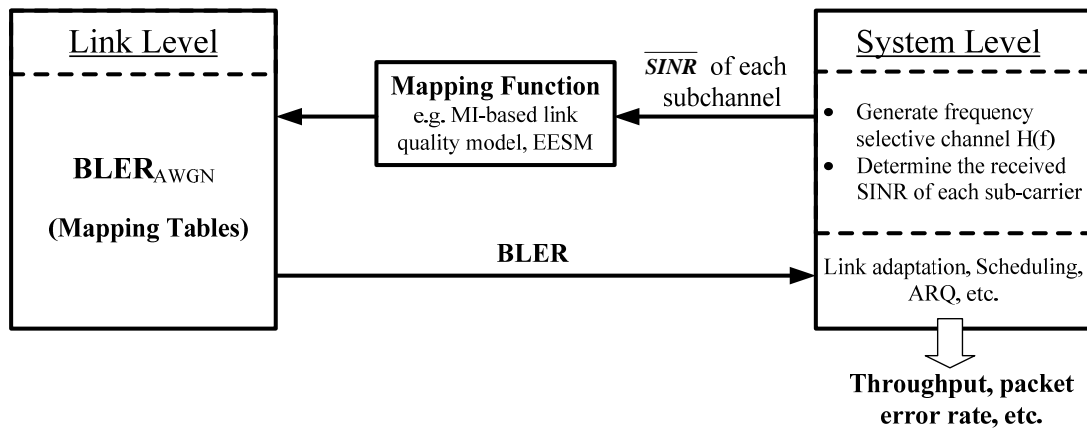 Link Level
BLER AWGN
(Mapping Tables)
Mapping Function
e.g. MI-based link
quality model, EESM
SINR of each
subchannel
BLER
System Level
• Generate frequency
selective channel H(f)
• Determine the received
SINR of each sub-carrier
Link adaptation, Scheduling,
ARQ, etc.
Throughput, packet
error rate, etc.